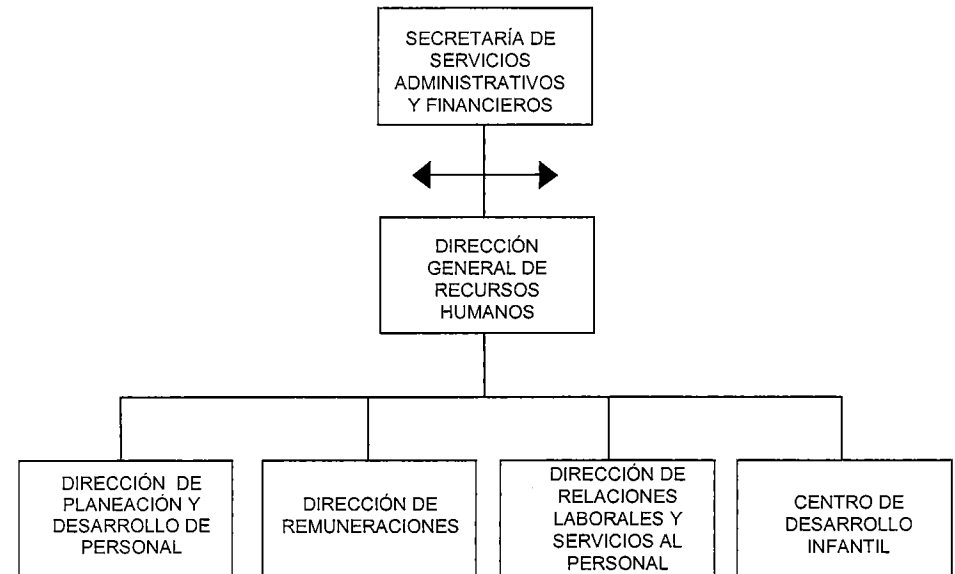 SECRETARÍA DE
SERVICIOS
ADMINISTRATIVOS
Y FINANCIEROS
DIRECCIÓN
GENERAL DE
RECURSOS
HUMANOS
DIRECCIÓN DE
PLANEACIÓN Y
DESARROLLO DE
PERSONAL
DIRECCIÓN DE
REMUNERACIONES
DIRECCIÓN DE
RELACIONES
LABORALES Y
SERVICIOS AL
PERSONAL
CENTRO DE
DESARROLLO
INFANTIL